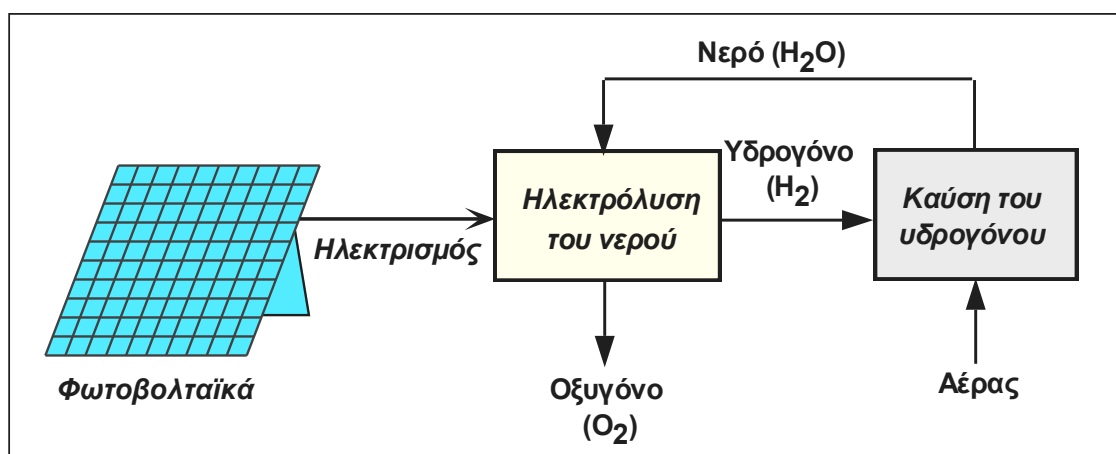 Νερό (H2O)
Υδρογόνο
(H2)
Ηλεκτρόλυση
του νερού
Καύση του
υδρογόνου
Ηλεκτρισμός
Φωτοβολταϊκά
Οξυγόνο
(O2)
Αέρας